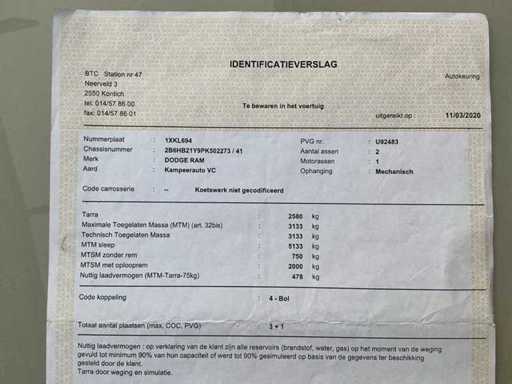 IDENTIFICATIEVERSLAG
BTC Station nr 47
Neerveld 3
2550 Kontich
tel: 014/57 86 00
fax: 014/57 86 01
Autokeuring
Te bewaren in het voertuig
uitgereikt op : 11/03/2020
Nummerplaat : 1XKL694 PVG nr. : U92483
Chassisnummer : 2B6HB21Y9PK502273 / 41 Aantal assen : 2
Merk : DODGE RAM Motorassen : 1
Aard : Kampeerauto VC Ophanging : Mechanisch
Code carrosserie : -- Koetswerk niet gecodificeerd
Tarra : 2580 kg
Maximale Toegelaten Massa (MTM) (art. 32bis) : 3133 kg
Technisch Toegelaten Massa : 3133 kg
MTM sleep : 5133 kg
MTSM zonder rem : 750 kg
MTSM met oplooprem : 2000 kg
Nuttig laadvermogen (MTM-Tarra-75kg) : 478 kg
Code koppeling : 4 - Bol
Totaal aantal plaatsen (max, COC, PVG) : 3 + 1
Nuttig laadvermogen : op verklaring van de klant zijn alle reservoirs (brandstof, water, gas) op het moment van de weging
gevuld tot minimum 90% van hun capaciteit of werd tot 90% gesimuleerd op basis van de gegevens ter beschikking
gesteld door de klant.
Tarra door weging en simulatie.